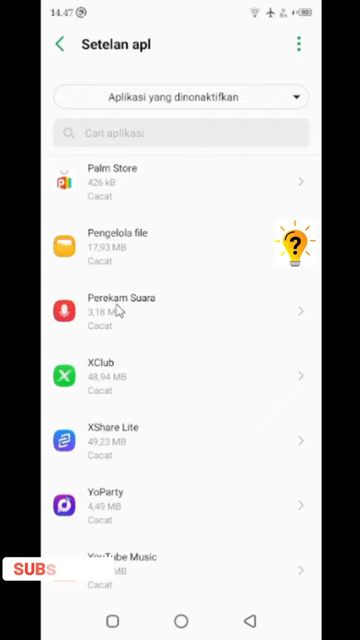 14.47
Setelan apl
Aplikasi yang dinonaktifkan
Cari aplikasi
Palm Store
426 kB
Cacat
Pengelola file
17,93 MB
Cacat
?
Perekam Suara
3,18 M
Cacat
XClub
48,94 MB
Cacat
XShare Lite
49,23 MB
Cacat
YoParty
4,49 MB
Cacat
YouTube Music
MB
SUBS
Cacat